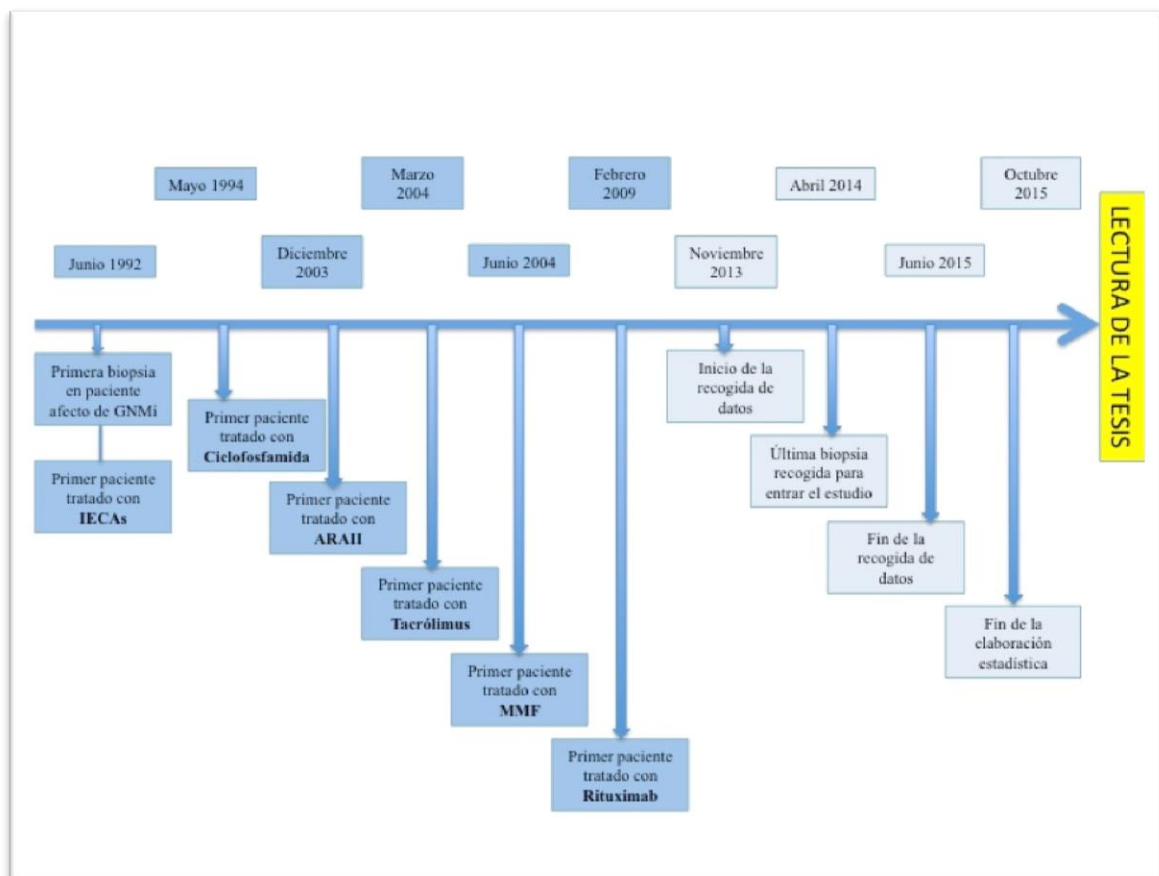 Mayo 1994
Marzo
2004
Febrero
2009
Abril 2014
Octubre
2015
Junio 1992
Diciembre
2003
Junio 2004
Noviembre
2013
Junio 2015
LECTURA DE LA TESIS
Primera biopsia
en paciente
afecto de GNMi
Primer paciente
tratado con
IECAs
Primer paciente
tratado con
Ciclofosfamida
Primer paciente
tratado con
ARAII
Primer paciente
tratado con
Tacrólimus
Primer paciente
tratado con
MMF
Primer paciente
tratado con
Rituximab
Inicio de la
recogida de
datos
Última biopsia
recogida para
entrar el estudio
Fin de la
recogida de
datos
Fin de la
elaboración
estadística